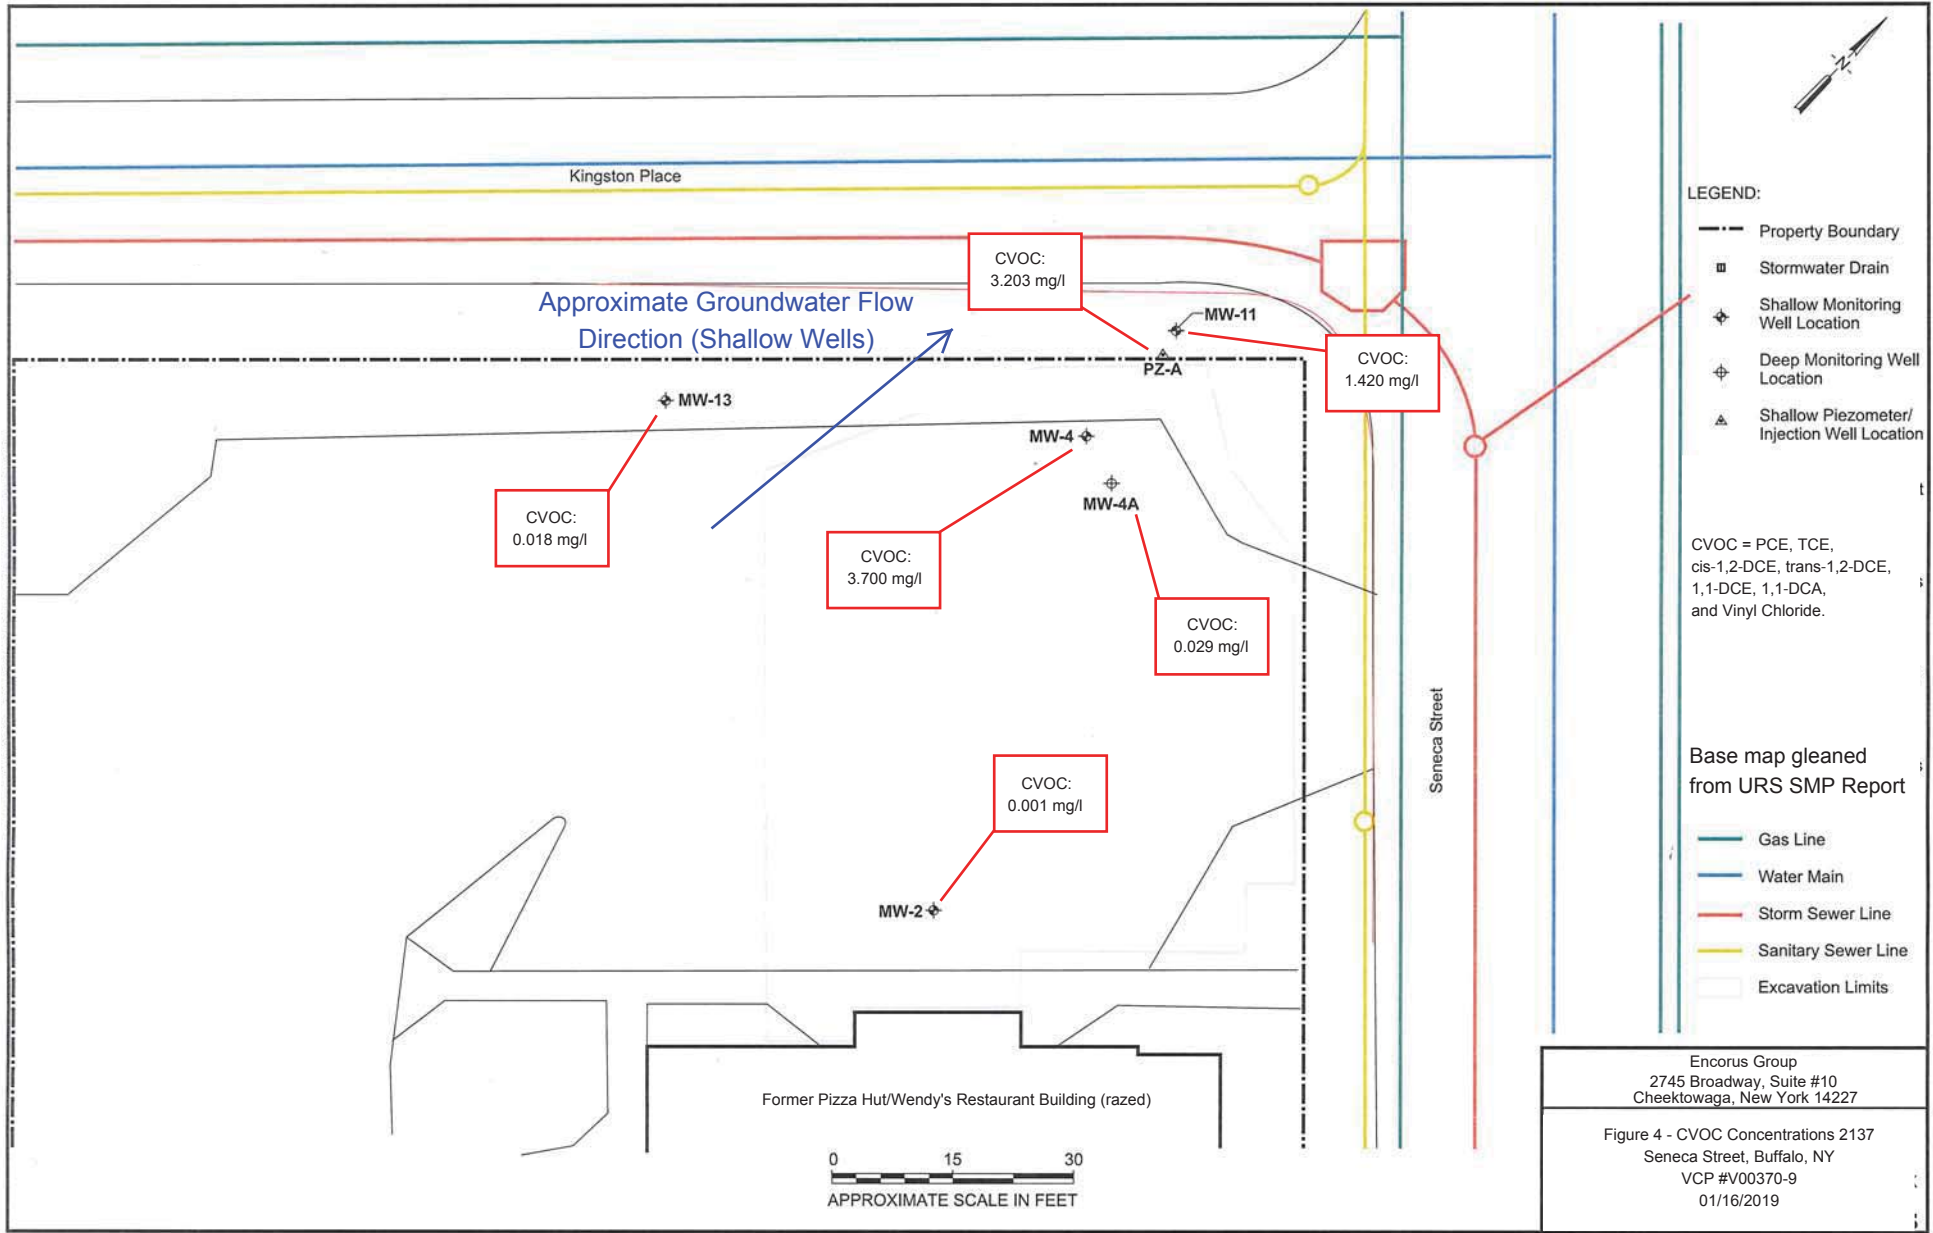 N
Kingston Place
CVOC:
3.203 mg/l
Approximate Groundwater Flow
Direction (Shallow Wells)
MW-11
PZ-A
CVOC:
1.420 mg/l
MW-13
MW-4
MW-4A
CVOC:
0.018 mg/l
CVOC:
3.700 mg/l
CVOC:
0.029 mg/l
CVOC:
0.001 mg/l
MW-2
Seneca Street
Former Pizza Hut/Wendy's Restaurant Building (razed)
0 15 30
APPROXIMATE SCALE IN FEET
LEGEND:
Property Boundary
Stormwater Drain
Shallow Monitoring
Well Location
Deep Monitoring Well
Location
Shallow Piezometer/
Injection Well Location
CVOC = PCE, TCE,
cis-1,2-DCE, trans-1,2-DCE,
1,1-DCE, 1,1-DCA,
and Vinyl Chloride.
Base map gleaned
from URS SMP Report
Gas Line
Water Main
Storm Sewer Line
Sanitary Sewer Line
Excavation Limits
Encorus Group
2745 Broadway, Suite #10
Cheektowaga, New York 14227
Figure 4 - CVOC Concentrations 2137
Seneca Street, Buffalo, NY
VCP #V00370-9
01/16/2019